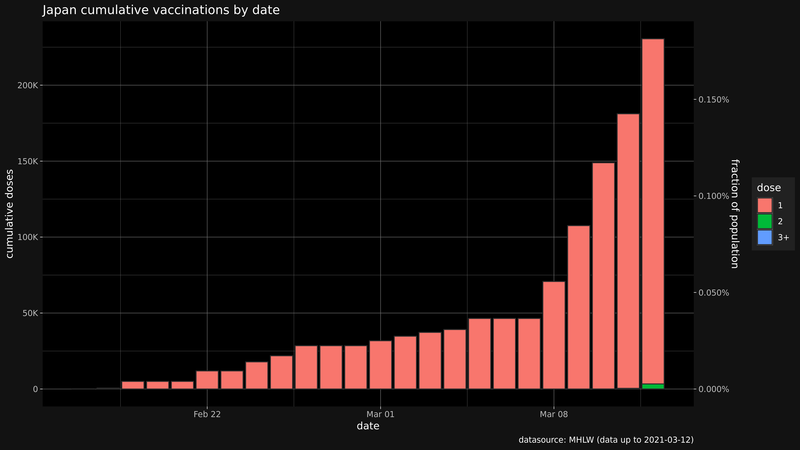 Japan cumulative vaccinations by date
cumulative doses
200K
150K
100K
50K
0
0.150%
0.100%
0.050%
0.000%
fraction of population
dose
1
2
3+
Feb 22
Mar 01
Mar 08
date
datasource: MHLW (data up to 2021-03-12)